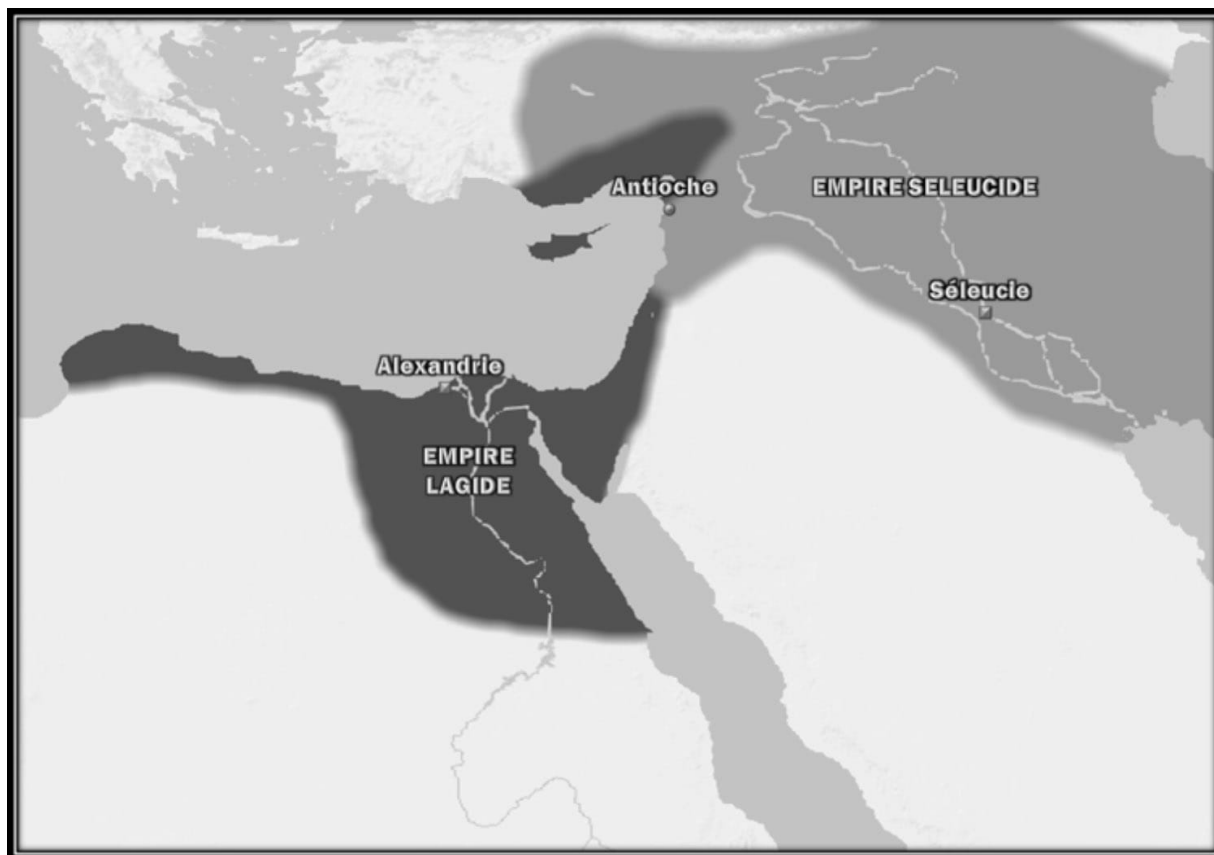 Antioche
EMPIRE SELEUCIDE
Séleucie
Alexandrie
EMPIRE
LAGIDE